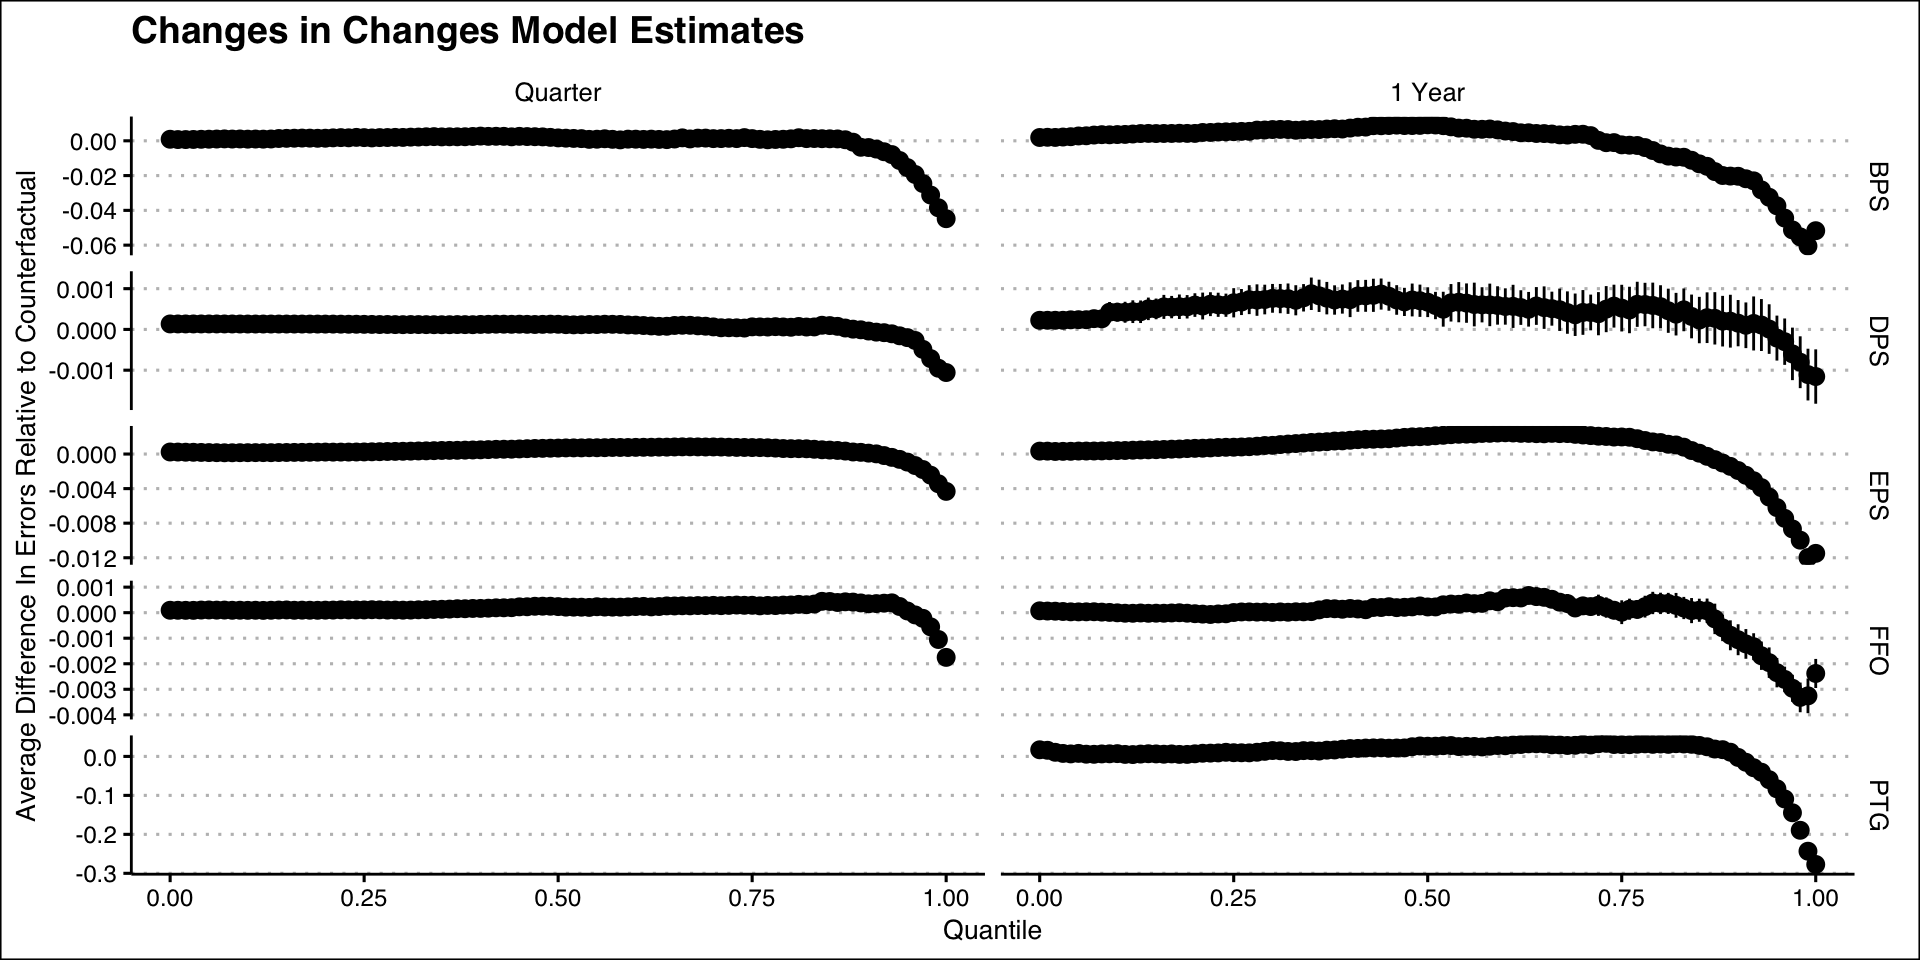 Changes in Changes Model Estimates
Quarter
1 Year
Average Difference In Errors Relative to Counterfactual
0.00
-0.02
-0.04
-0.06
BPS
0.001
0.000
-0.001
DPS
0.000
-0.004
-0.008
-0.012
EPS
0.001
0.000
-0.001
-0.002
-0.003
-0.004
FFO
0.0
-0.1
-0.2
-0.3
PTG
0.00 0.25 0.50 0.75 1.00
0.00 0.25 0.50 0.75 1.00
Quantile